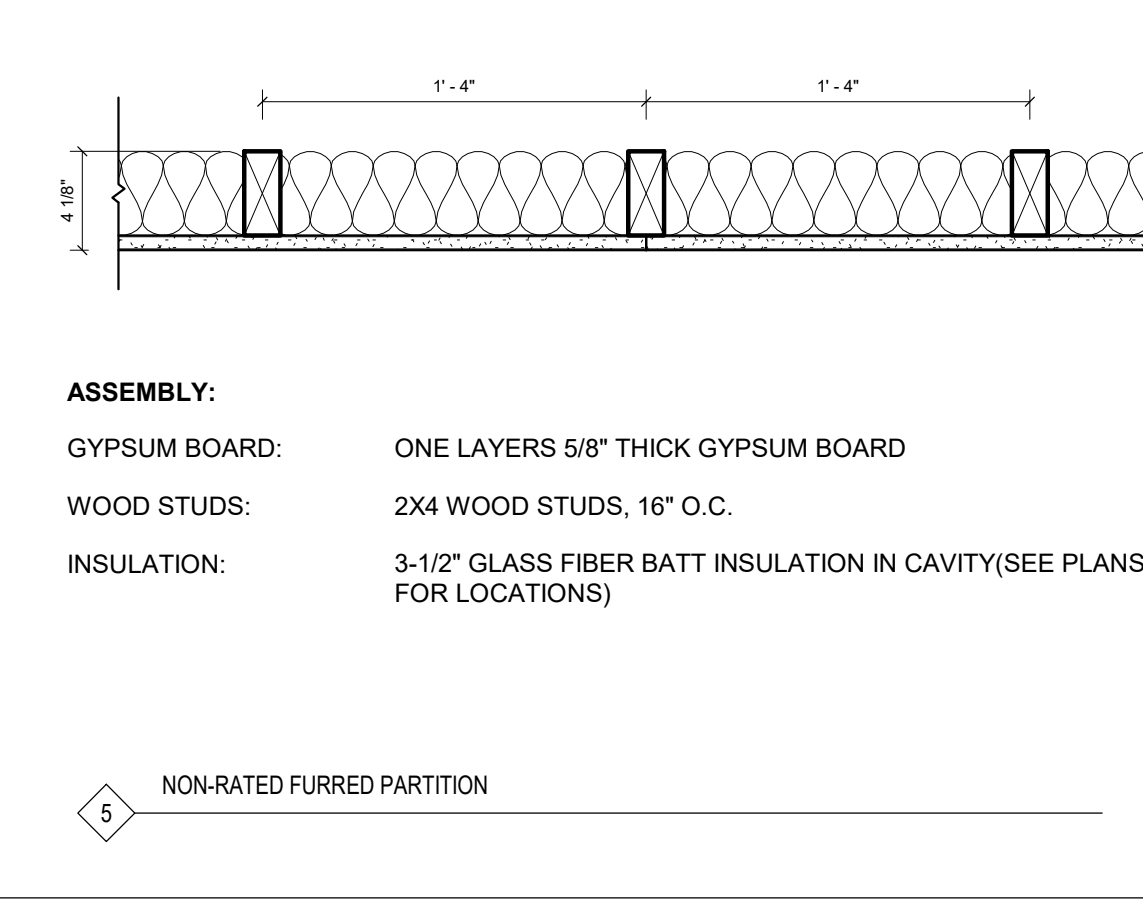 1' - 4"
1' - 4"
4 1/8"
ASSEMBLY:
GYPSUM BOARD: ONE LAYERS 5/8" THICK GYPSUM BOARD
WOOD STUDS: 2X4 WOOD STUDS, 16" O.C.
INSULATION: 3-1/2" GLASS FIBER BATT INSULATION IN CAVITY(SEE PLANS
FOR LOCATIONS)
NON-RATED FURRED PARTITION
5